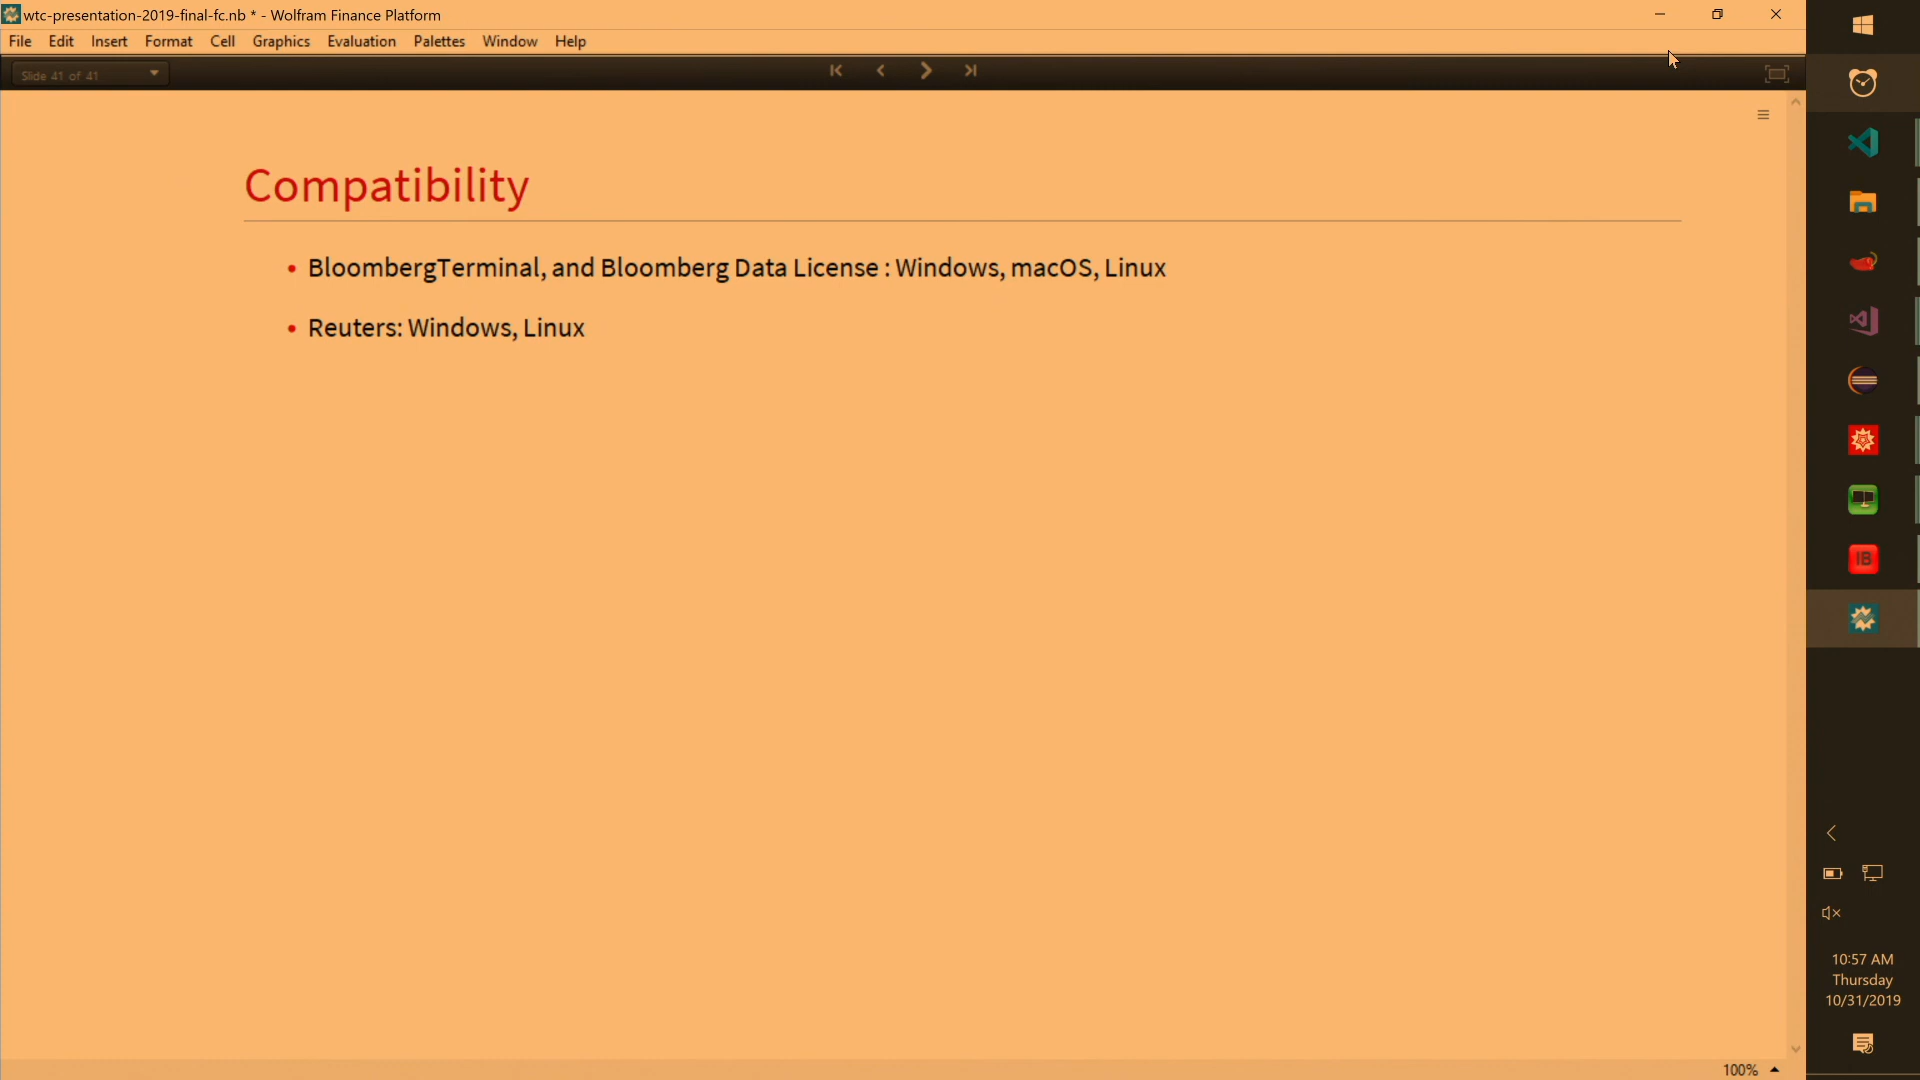 wtc-presentation-2019-final-fc.nb * - Wolfram Finance Platform
File Edit Insert Format Cell Graphics Evaluation Palettes Window Help
Slide 41 of 41
Compatibility
• BloombergTerminal, and Bloomberg Data License : Windows, macOS, Linux
• Reuters: Windows, Linux
IB
10:57 AM
Thursday
10/31/2019
100%